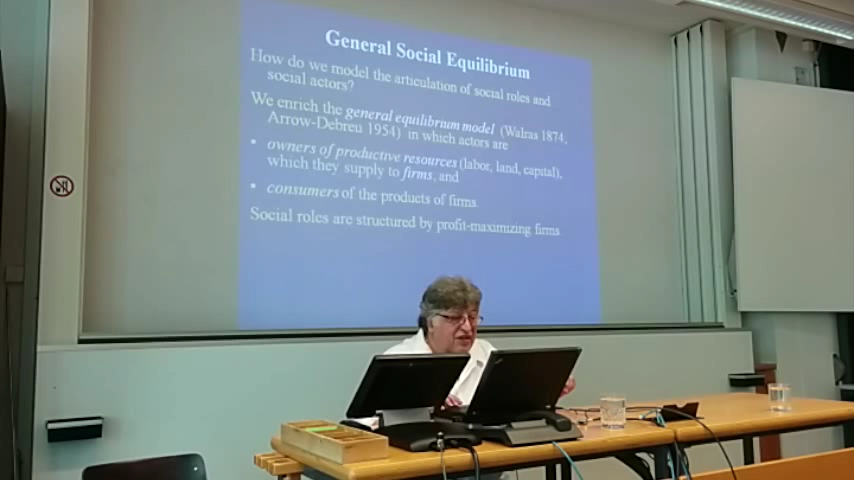 General Social Equilibrium
How do we model the articulation of social roles and
social actors?
We enrich the general equilibrium model (Walras 1874,
Arrow-Debreu 1954) in which actors are
• owners of productive resources (labor, land, capital),
which they supply to firms, and
• consumers of the products of firms
Social roles are structured by profit-maximizing firms